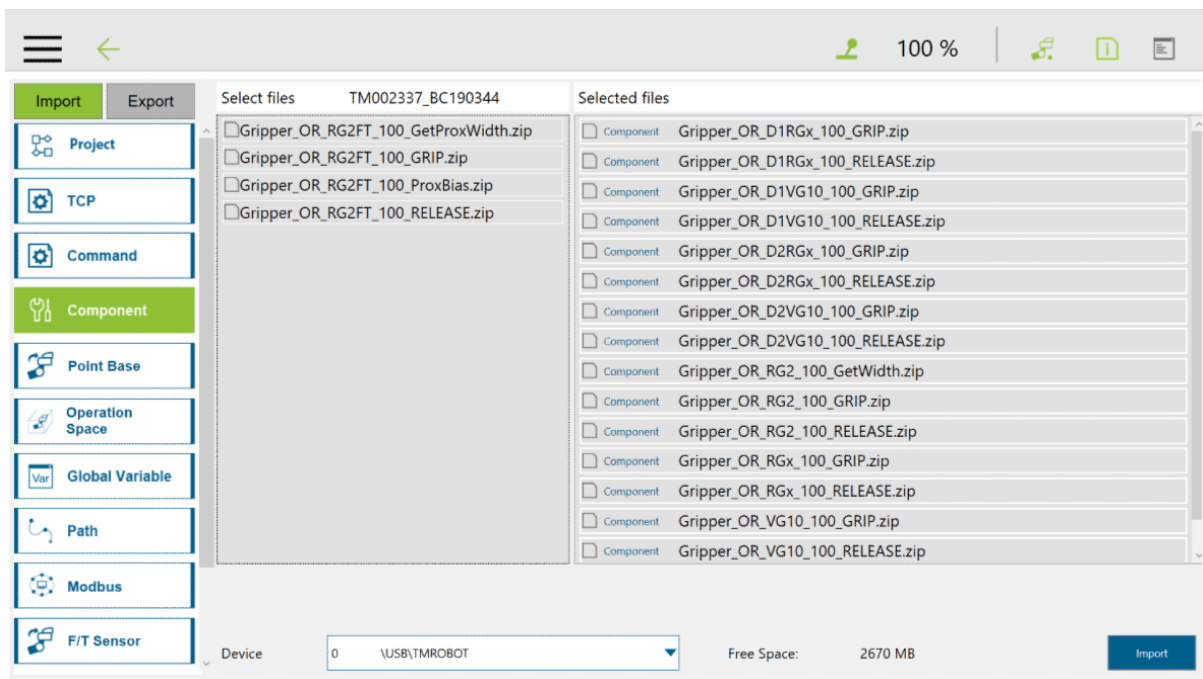 100 %
Import
Export
Select files
TM002337_BC190344
Selected files
Project
TCP
Command
Component
Point Base
Operation
Space
Global Variable
Var
Path
Modbus
F/T Sensor
Gripper_OR_RG2FT_100_GetProxWidth.zip
Gripper_OR_RG2FT_100_GRIP.zip
Gripper_OR_RG2FT_100_ProxBias.zip
Gripper_OR_RG2FT_100_RELEASE.zip
Component Gripper_OR_D1RGx_100_GRIP.zip
Component Gripper_OR_D1RGx_100_RELEASE.zip
Component Gripper_OR_D1VG10_100_GRIP.zip
Component Gripper_OR_D1VG10_100_RELEASE.zip
Component Gripper_OR_D2RGx_100_GRIP.zip
Component Gripper_OR_D2RGx_100_RELEASE.zip
Component Gripper_OR_D2VG10_100_GRIP.zip
Component Gripper_OR_D2VG10_100_RELEASE.zip
Component Gripper_OR_RG2_100_GetWidth.zip
Component Gripper_OR_RG2_100_GRIP.zip
Component Gripper_OR_RG2_100_RELEASE.zip
Component Gripper_OR_RGx_100_GRIP.zip
Component Gripper_OR_RGx_100_RELEASE.zip
Component Gripper_OR_VG10_100_GRIP.zip
Component Gripper_OR_VG10_100_RELEASE.zip
Device
0 \USB\TMROBOT
Free Space: 2670 MB
Import